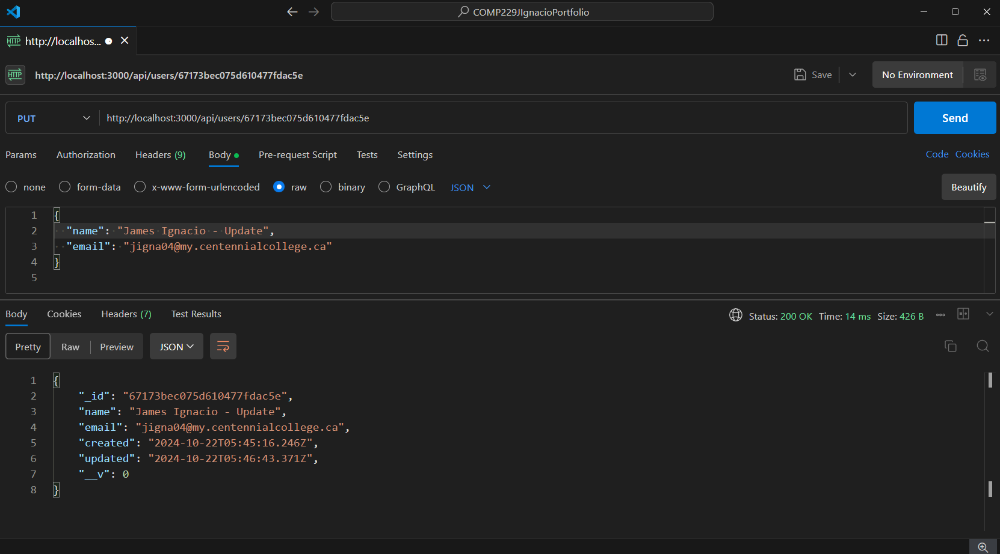 COMP229JIgnacioPortfolio
HTTP http://localhos...
HTTP http://localhost:3000/api/users/67173bec075d610477fdac5e Save No Environment
PUT http://localhost:3000/api/users/67173bec075d610477fdac5e Send
Params Authorization Headers (9) Body Pre-request Script Tests Settings Code Cookies
none form-data x-www-form-urlencoded raw binary GraphQL JSON Beautify
1 {
2 "name": "James Ignacio - Update",
3 "email": "jigna04@my.centennialcollege.ca"
4 }
5
Body Cookies Headers (7) Test Results Status: 200 OK Time: 14 ms Size: 426 B
Pretty Raw Preview JSON
1 {
2 "_id": "67173bec075d610477fdac5e",
3 "name": "James Ignacio - Update",
4 "email": "jigna04@my.centennialcollege.ca",
5 "created": "2024-10-22T05:45:16.246Z",
6 "updated": "2024-10-22T05:46:43.371Z",
7 "__v": 0
8 }